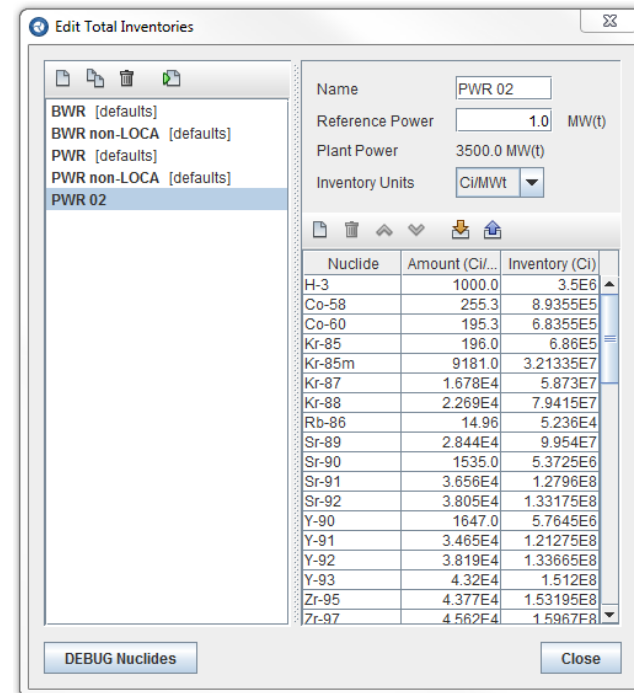 Edit Total Inventories
BWR [defaults]
BWR non-LOCA [defaults]
PWR [defaults]
PWR non-LOCA [defaults]
PWR 02
Name PWR 02
Reference Power 1.0 MW(t)
Plant Power 3500.0 MW(t)
Inventory Units Ci/MWt
Nuclide Amount (Ci/... Inventory (Ci)
H-3 1000.0 3.5E6
Co-58 255.3 8.9355E5
Co-60 195.3 6.8355E5
Kr-85 196.0 6.86E5
Kr-85m 9181.0 3.21335E7
Kr-87 1.678E4 5.873E7
Kr-88 2.269E4 7.9415E7
Rb-86 14.96 5.236E4
Sr-89 2.844E4 9.954E7
Sr-90 1535.0 5.3725E6
Sr-91 3.656E4 1.2796E8
Sr-92 3.805E4 1.33175E8
Y-90 1647.0 5.7645E6
Y-91 3.465E4 1.21275E8
Y-92 3.819E4 1.33665E8
Y-93 4.32E4 1.512E8
Zr-95 4.377E4 1.53195E8
Zr-97 4.562E4 1.5967E8
DEBUG Nuclides
Close